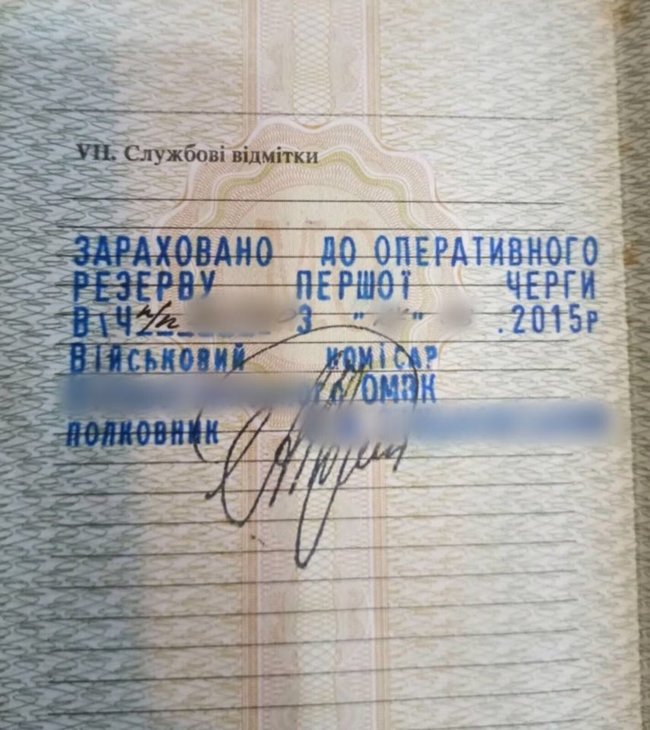 VII. Службові відмітки
ЗАРАХОВАНО ДО ОПЕРАТИВНОГО
РЕЗЕРВУ ПЕРШОЇ ЧЕРГИ
В\Ч п/п З " " .2015р
Військовий комісар
ОМВК
полковник